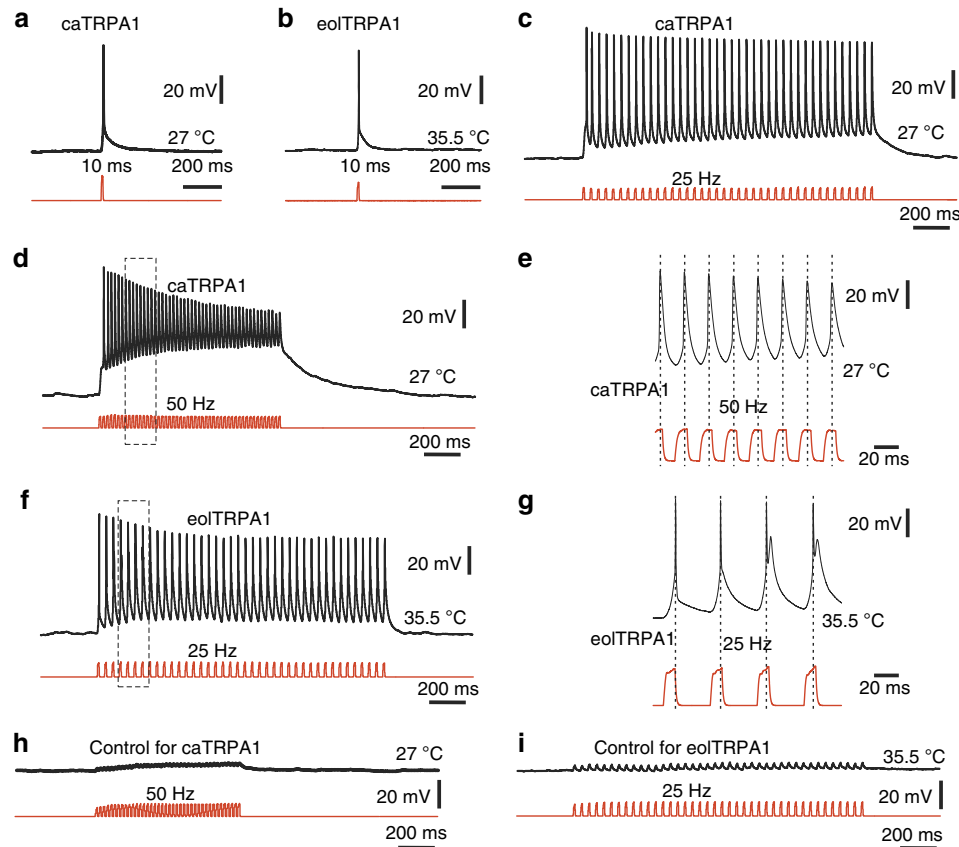 a
caTRPA1
20 mV
27 °C
10 ms
200 ms
b
eolTRPA1
20 mV
35.5 °C
10 ms
200 ms
c
caTRPA1
20 mV
27 °C
25 Hz
200 ms
d
caTRPA1
20 mV
27 °C
50 Hz
200 ms
e
20 mV
27 °C
caTRPA1
50 Hz
20 ms
f
eolTRPA1
20 mV
35.5 °C
25 Hz
200 ms
g
20 mV
35.5 °C
eolTRPA1
25 Hz
20 ms
h
Control for caTRPA1
27 °C
50 Hz
20 mV
200 ms
i
Control for eolTRPA1
35.5 °C
25 Hz
20 mV
200 ms